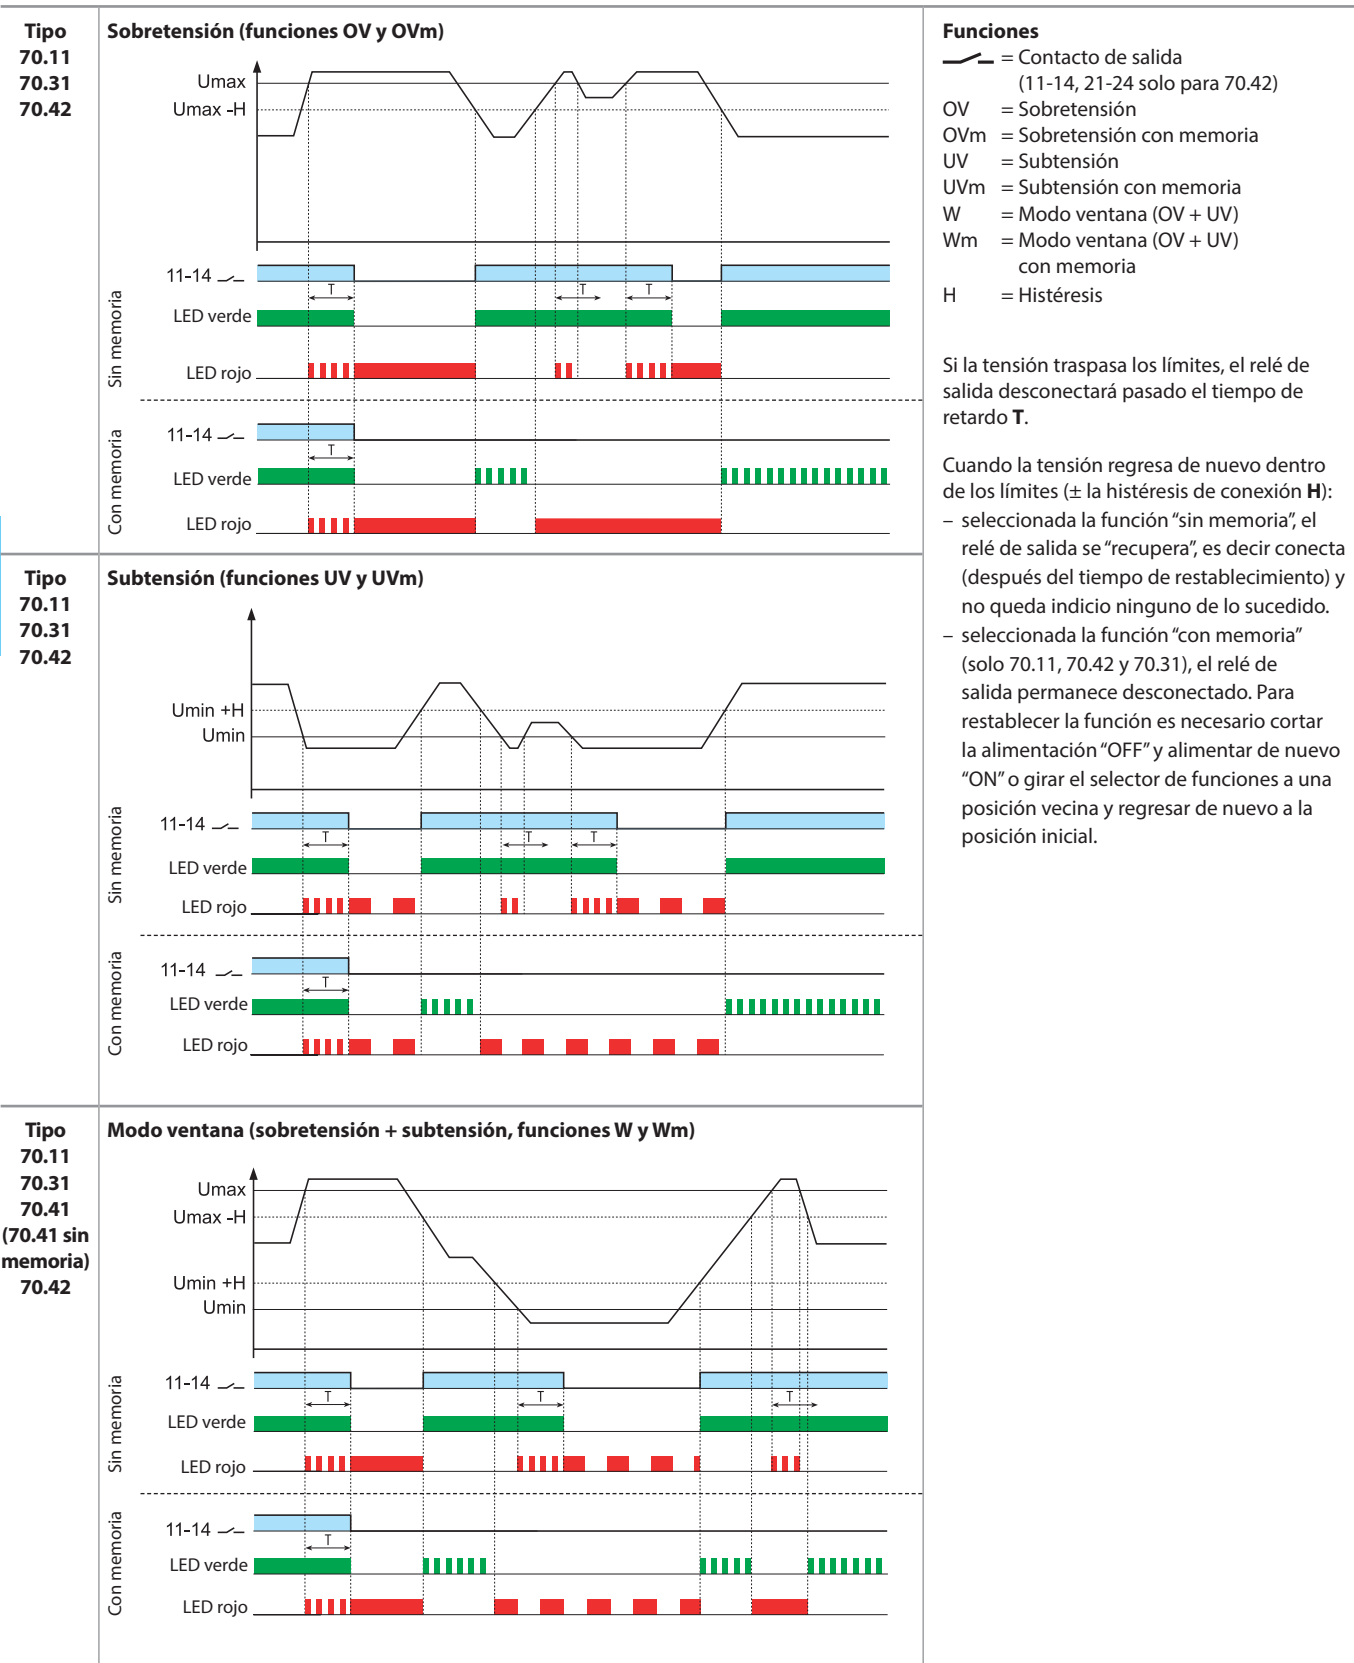 Tipo
70.11
70.31
70.42
Sobretensión (funciones OV y OVm)
Umax
Umax -H
Sin memoria
11-14
T
T
T
LED verde
LED rojo
Con memoria
11-14
T
LED verde
LED rojo
Tipo
70.11
70.31
70.42
Subtensión (funciones UV y UVm)
Umin +H
Umin
Sin memoria
11-14
T
T
T
LED verde
LED rojo
Con memoria
11-14
T
LED verde
LED rojo
Tipo
70.11
70.31
70.41
(70.41 sin
memoria)
70.42
Modo ventana (sobretensión + subtensión, funciones W y Wm)
Umax
Umax -H
Umin +H
Umin
Sin memoria
11-14
T
T
T
LED verde
LED rojo
Con memoria
11-14
T
LED verde
LED rojo
Funciones
= Contacto de salida
(11-14, 21-24 solo para 70.42)
OV = Sobretensión
OVm = Sobretensión con memoria
UV = Subtensión
UVm = Subtensión con memoria
W = Modo ventana (OV + UV)
Wm = Modo ventana (OV + UV)
con memoria
H = Histéresis
Si la tensión traspasa los límites, el relé de
salida desconectará pasado el tiempo de
retardo T.
Cuando la tensión regresa de nuevo dentro
de los límites (± la histéresis de conexión H):
– seleccionada la función “sin memoria”, el
relé de salida se “recupera”, es decir conecta
(después del tiempo de restablecimiento) y
no queda indicio ninguno de lo sucedido.
– seleccionada la función “con memoria”
(solo 70.11, 70.42 y 70.31), el relé de
salida permanece desconectado. Para
restablecer la función es necesario cortar
la alimentación “OFF” y alimentar de nuevo
“ON” o girar el selector de funciones a una
posición vecina y regresar de nuevo a la
posición inicial.